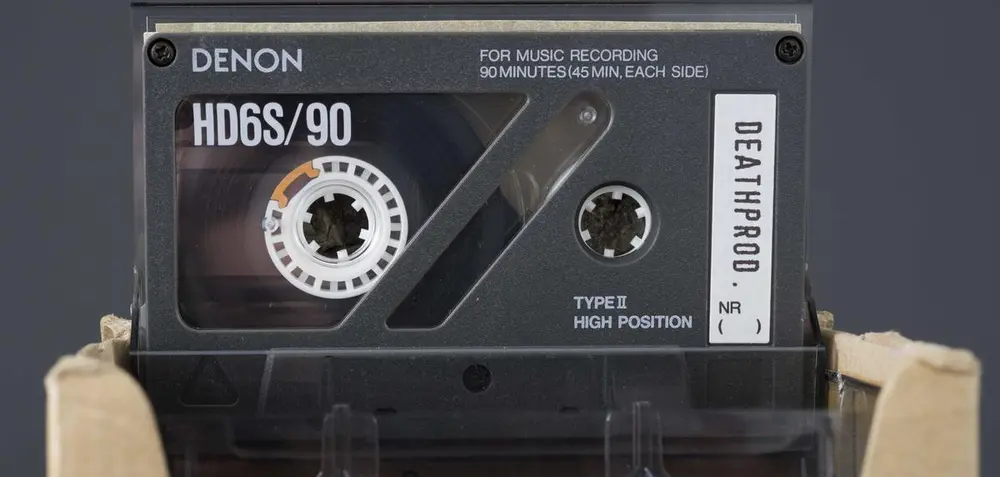 DENON
FOR MUSIC RECORDING
90 MINUTES (45 MIN, EACH SIDE)
HD6S/90
TYPE II
HIGH POSITION
DEATHPROD.
NR
( )